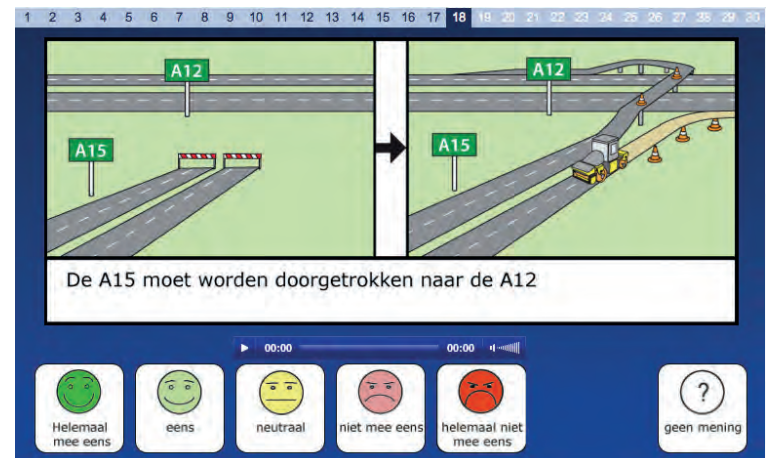 1 2 3 4 5 6 7 8 9 10 11 12 13 14 15 16 17 18 19 20 21 22 23 24 25 26 27 28 29 30
A12
A15
A12
A15
De A15 moet worden doorgetrokken naar de A12
00:00 00:00
Helemaal
mee eens
eens
neutraal
niet mee eens
helemaal niet
mee eens
?
geen mening